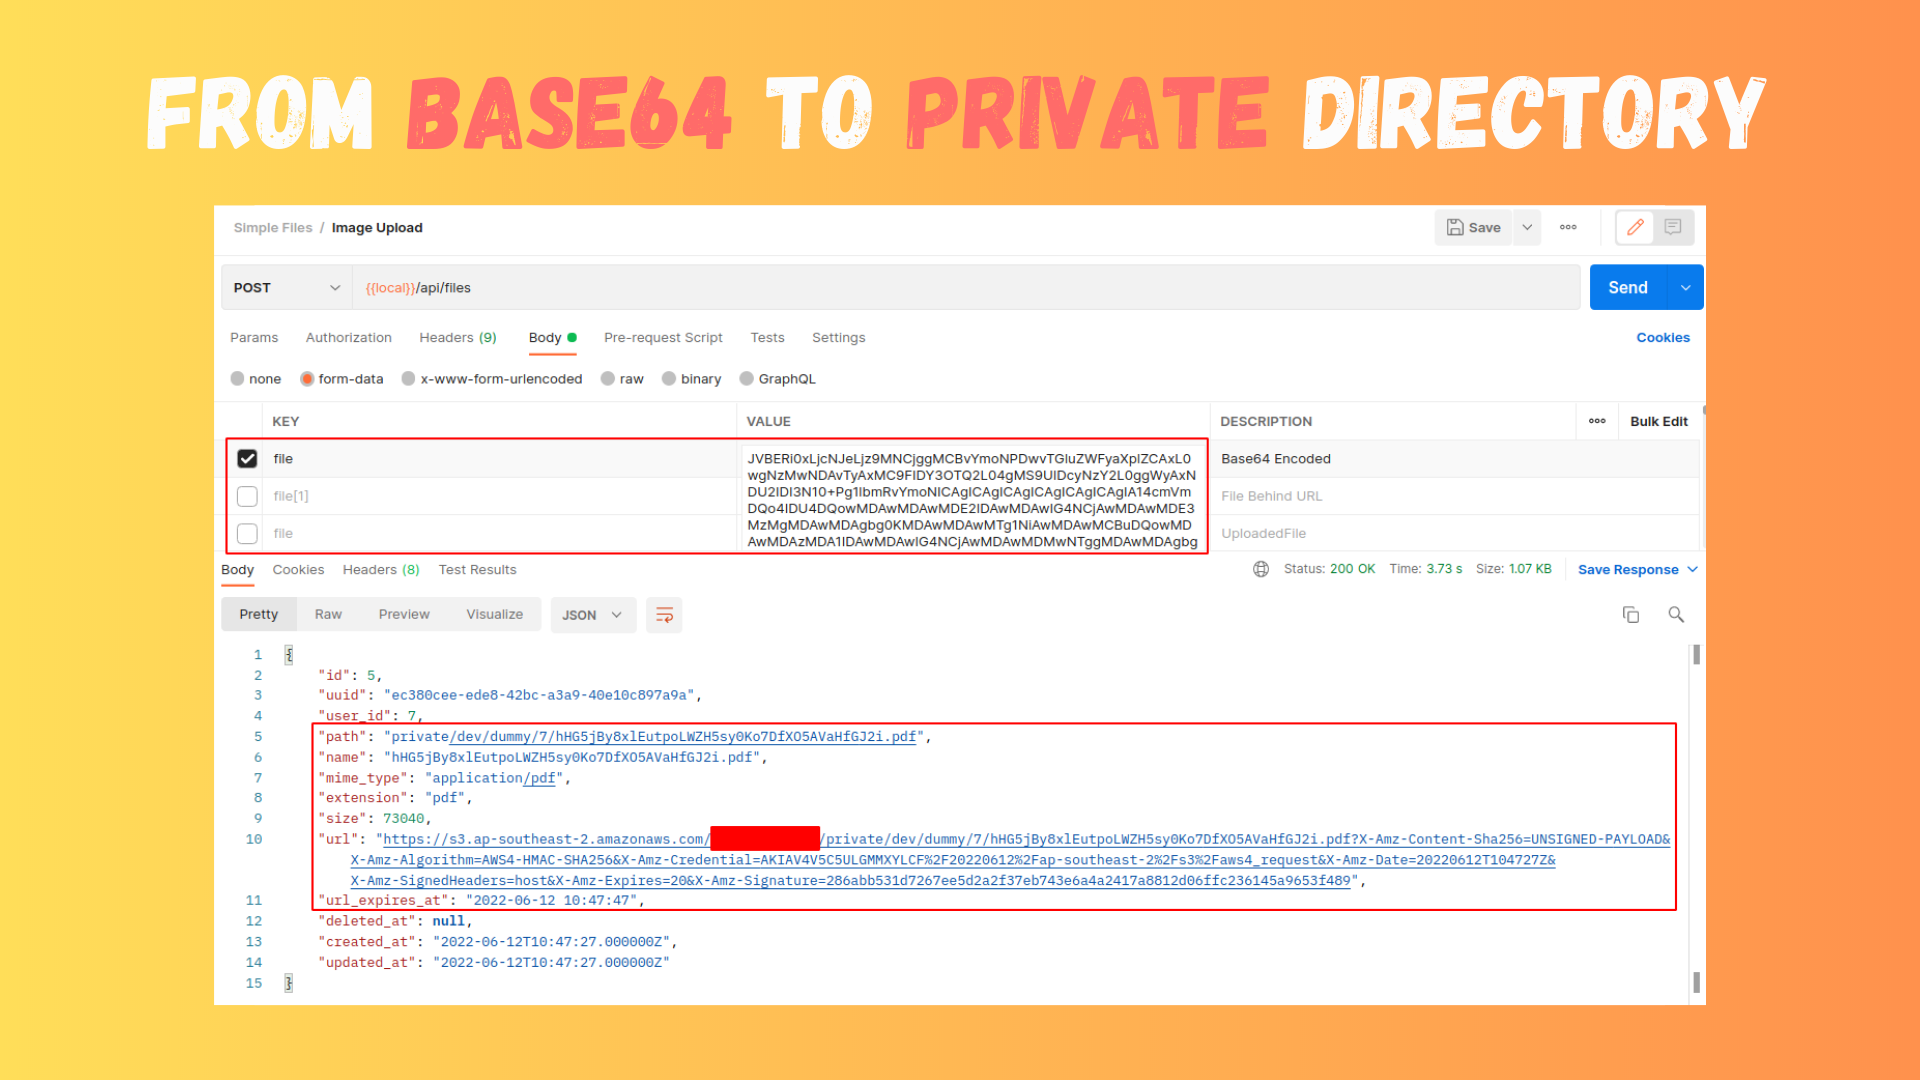 FROM BASE64 TO PRIVATE DIRECTORY
Simple Files / Image Upload
Save
POST
{{local}}/api/files
Send
Params Authorization Headers (9) Body Pre-request Script Tests Settings Cookies
none form-data x-www-form-urlencoded raw binary GraphQL
KEY VALUE DESCRIPTION Bulk Edit
file
file[1]
file
JVBERi0xLjcNJeLjz9MNCjggMCBvYmoNPDwvTGluZWFyaXplZCAxL0
wgNzMwNDAvTyAxMC9FIDY3OTQ2L04gMS9UIDcyNzY2L0ggWyAxN
DU2IDI3N10+Pg1lbmRvYmoNICAgICAgICAgICAgICAgICAgIA14cmVm
DQo4IDU4DQowMDAwMDAwMDE2IDAwMDAwIG4NCjAwMDAwMDE3
MzMgMDAwMDAgbg0KMDAwMDAwMTg1NiAwMDAwMCBuDQowMD
AwMDAzMDA1IDAwMDAwIG4NCjAwMDAwMDMwNTggMDAwMDAgbg
Base64 Encoded
File Behind URL
UploadedFile
Body Cookies Headers (8) Test Results
Status: 200 OK Time: 3.73 s Size: 1.07 KB Save Response
Pretty Raw Preview Visualize JSON
1 {
2 "id": 5,
3 "uuid": "ec380cee-ede8-42bc-a3a9-40e10c897a9a",
4 "user_id": 7,
5 "path": "private/dev/dummy/7/hHG5jBy8xlEutpoLWZH5sy0Ko7DfXO5AVaHfGJ2i.pdf",
6 "name": "hHG5jBy8xlEutpoLWZH5sy0Ko7DfXO5AVaHfGJ2i.pdf",
7 "mime_type": "application/pdf",
8 "extension": "pdf",
9 "size": 73040,
10 "url": "https://s3.ap-southeast-2.amazonaws.com/ /private/dev/dummy/7/hHG5jBy8xlEutpoLWZH5sy0Ko7DfXO5AVaHfGJ2i.pdf?X-Amz-Content-Sha256=UNSIGNED-PAYLOAD&
X-Amz-Algorithm=AWS4-HMAC-SHA256&X-Amz-Credential=AKIAV4V5C5ULGMMXYLCF%2F20220612%2Fap-southeast-2%2Fs3%2Faws4_request&X-Amz-Date=20220612T104727Z&
X-Amz-SignedHeaders=host&X-Amz-Expires=20&X-Amz-Signature=286abb531d7267ee5d2a2f37eb743e6a4a2417a8812d06ffc236145a9653f489",
11 "url_expires_at": "2022-06-12 10:47:47",
12 "deleted_at": null,
13 "created_at": "2022-06-12T10:47:27.000000Z",
14 "updated_at": "2022-06-12T10:47:27.000000Z"
15 }